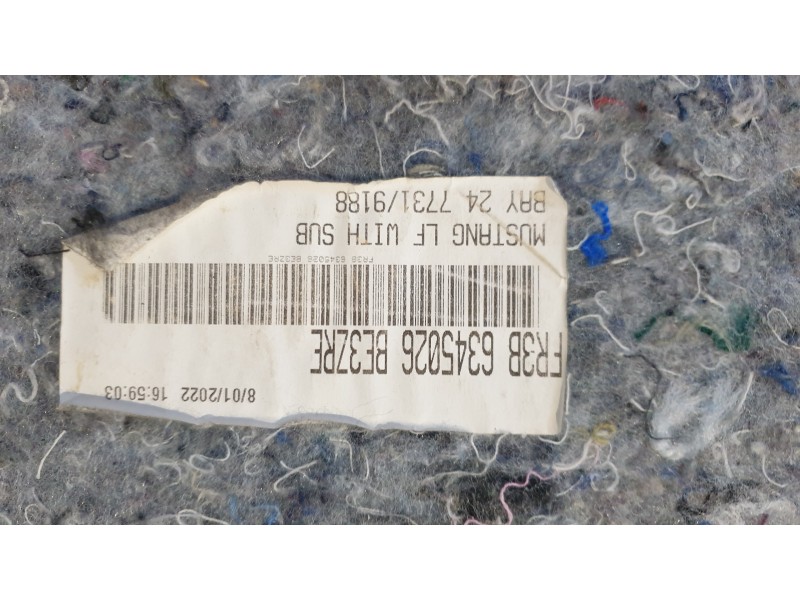 8/01/2022 16:59:03
FR3B 6345026 BE3ZRE
FR3B 6345026 BE3ZRE
MUSTANG LF WITH SUB
BAY 24 7731/9188